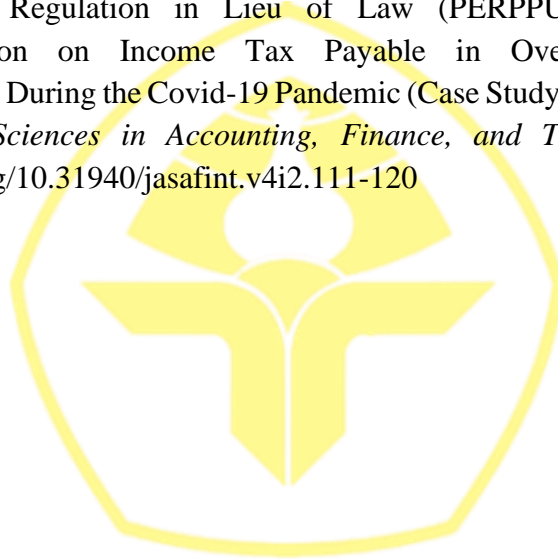 Regulation in Lieu of Law (PERPPU
on on Income Tax Payable in Ove
During the Covid-19 Pandemic (Case Study
Sciences in Accounting, Finance, and T
g/10.31940/jasafint.v4i2.111-120